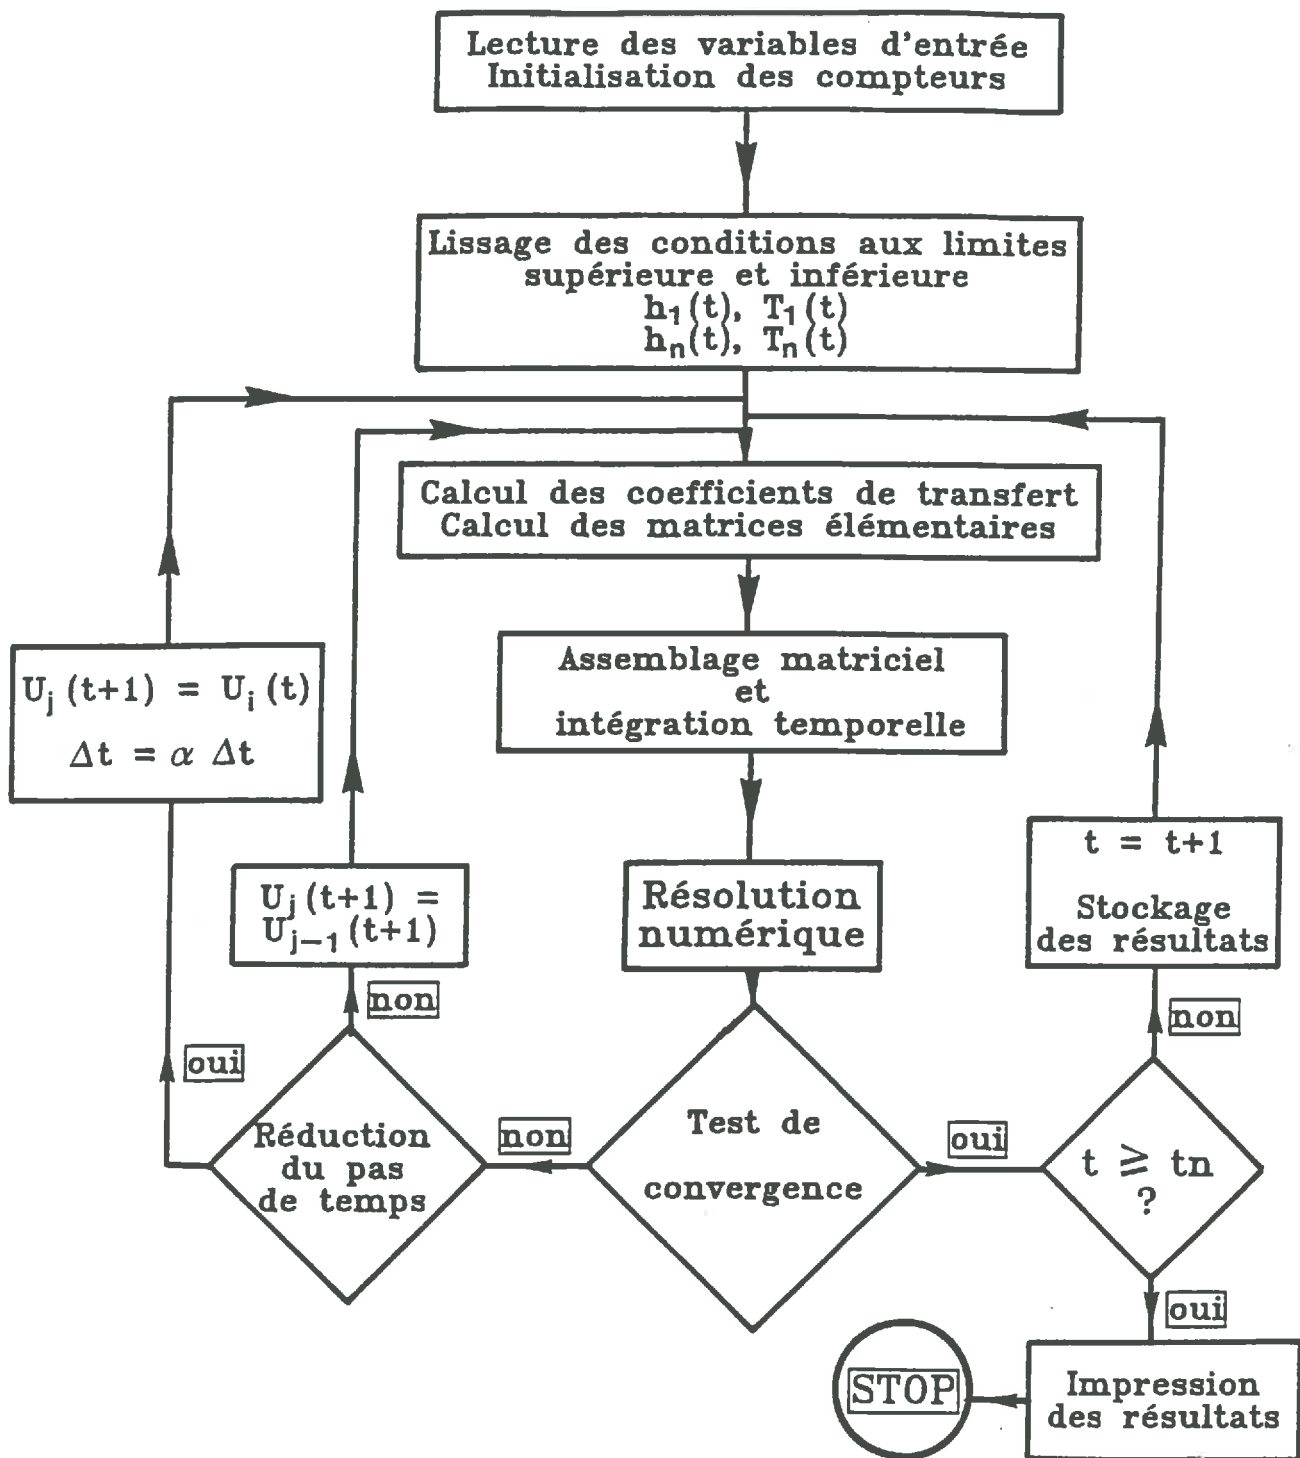 Lecture des variables d'entrée
Initialisation des compteurs
Lissage des conditions aux limites
supérieure et inférieure
h₁(t), T₁(t)
hₙ(t), Tₙ(t)
Calcul des coefficients de transfert
Calcul des matrices élémentaires
Assemblage matriciel
et
intégration temporelle
Uⱼ(t+1) = Uᵢ(t)
Δt = α Δt
Uⱼ(t+1) =
Uⱼ₋₁(t+1)
Résolution
numérique
t = t+1
Stockage
des résultats
non
non
oui
Réduction
du pas
de temps
non
Test de
convergence
oui
t ⩾ tn
?
oui
STOP
Impression
des résultats